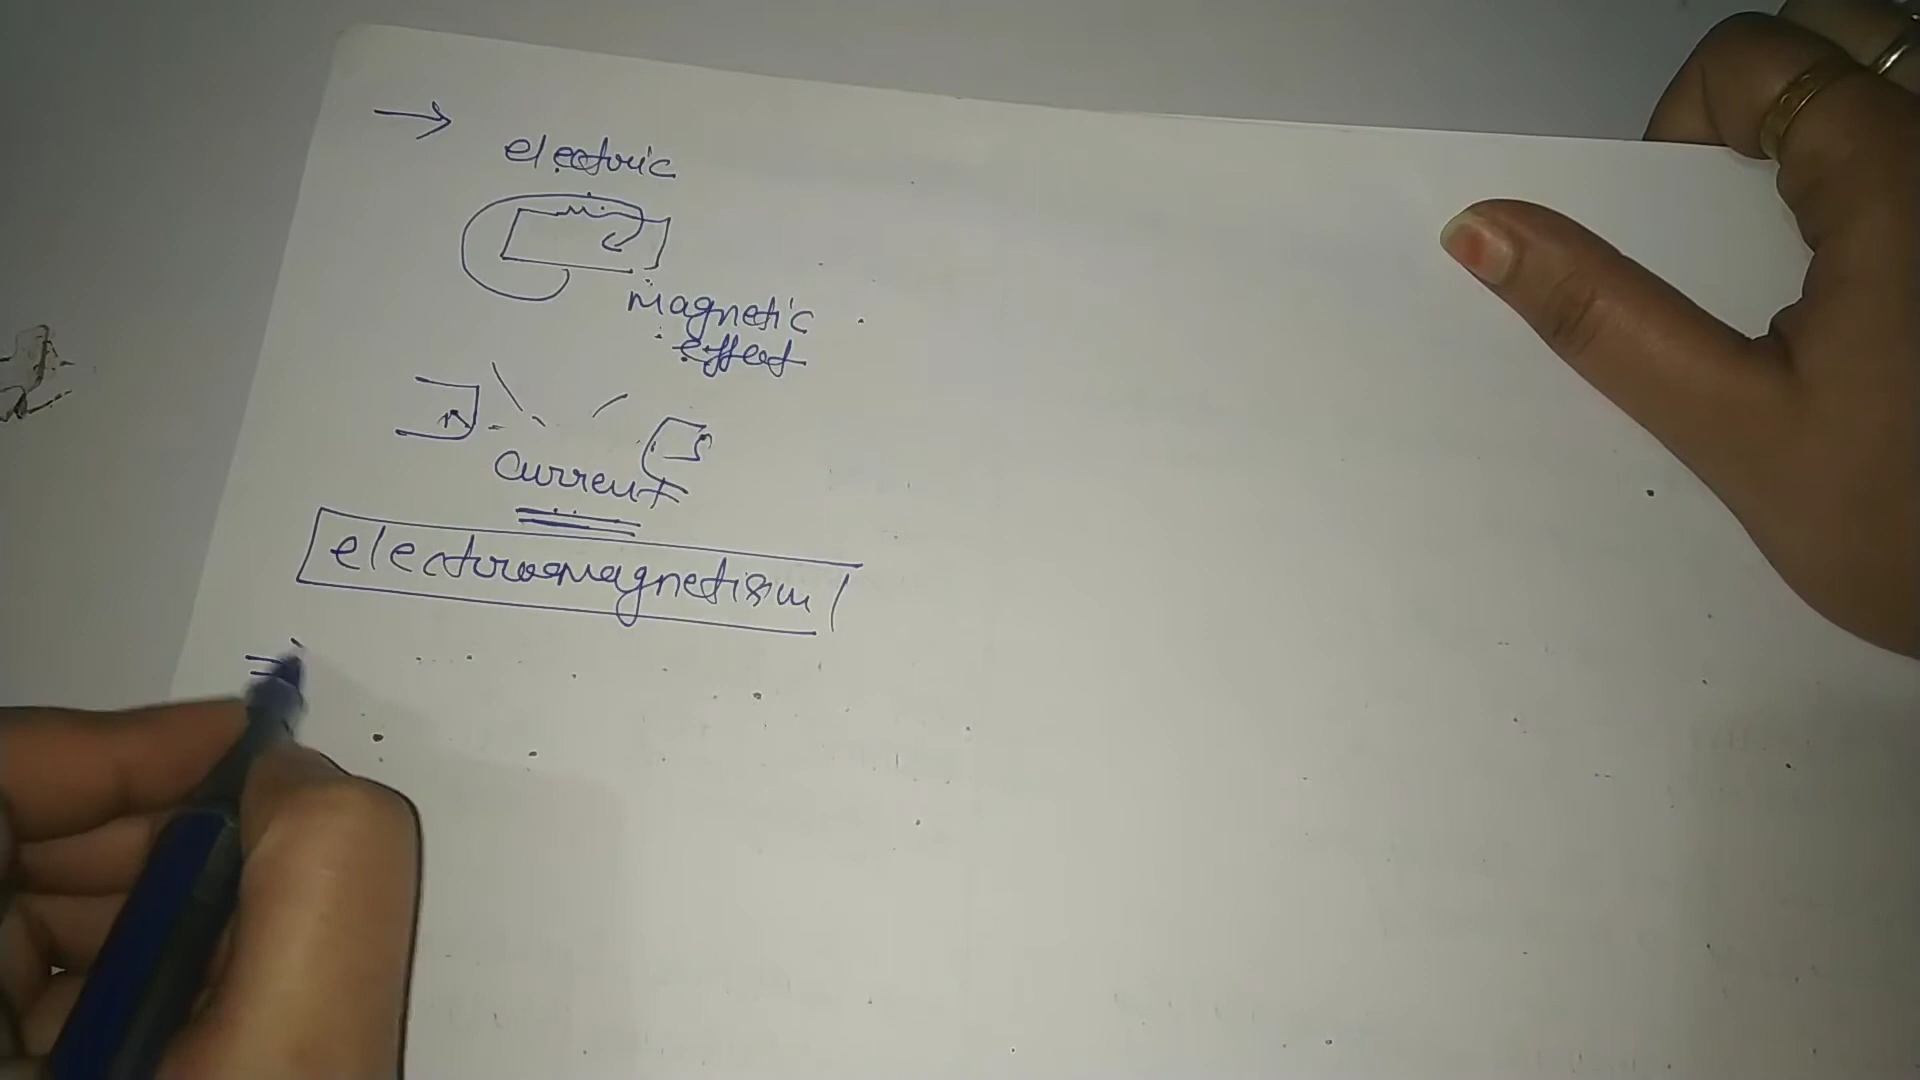 →
electric
magnetic
effect
N
S
current
electromagnetism